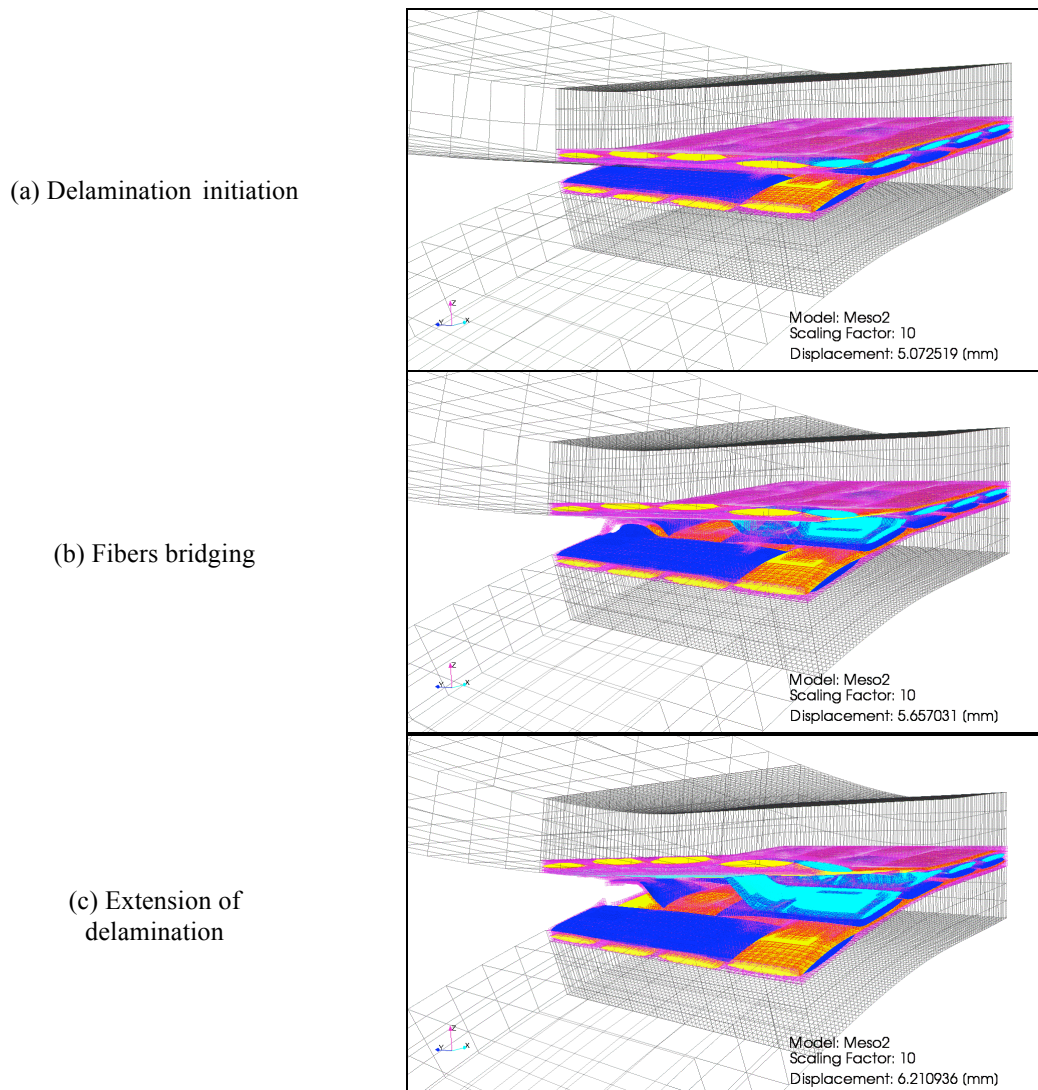 (a) Delamination initiation
Z
Y
X
Model: Meso2
Scaling Factor: 10
Displacement: 5.072519 (mm)
(b) Fibers bridging
Z
Y
X
Model: Meso2
Scaling Factor: 10
Displacement: 5.657031 (mm)
(c) Extension of
delamination
Z
Y
X
Model: Meso2
Scaling Factor: 10
Displacement: 6.210936 (mm)